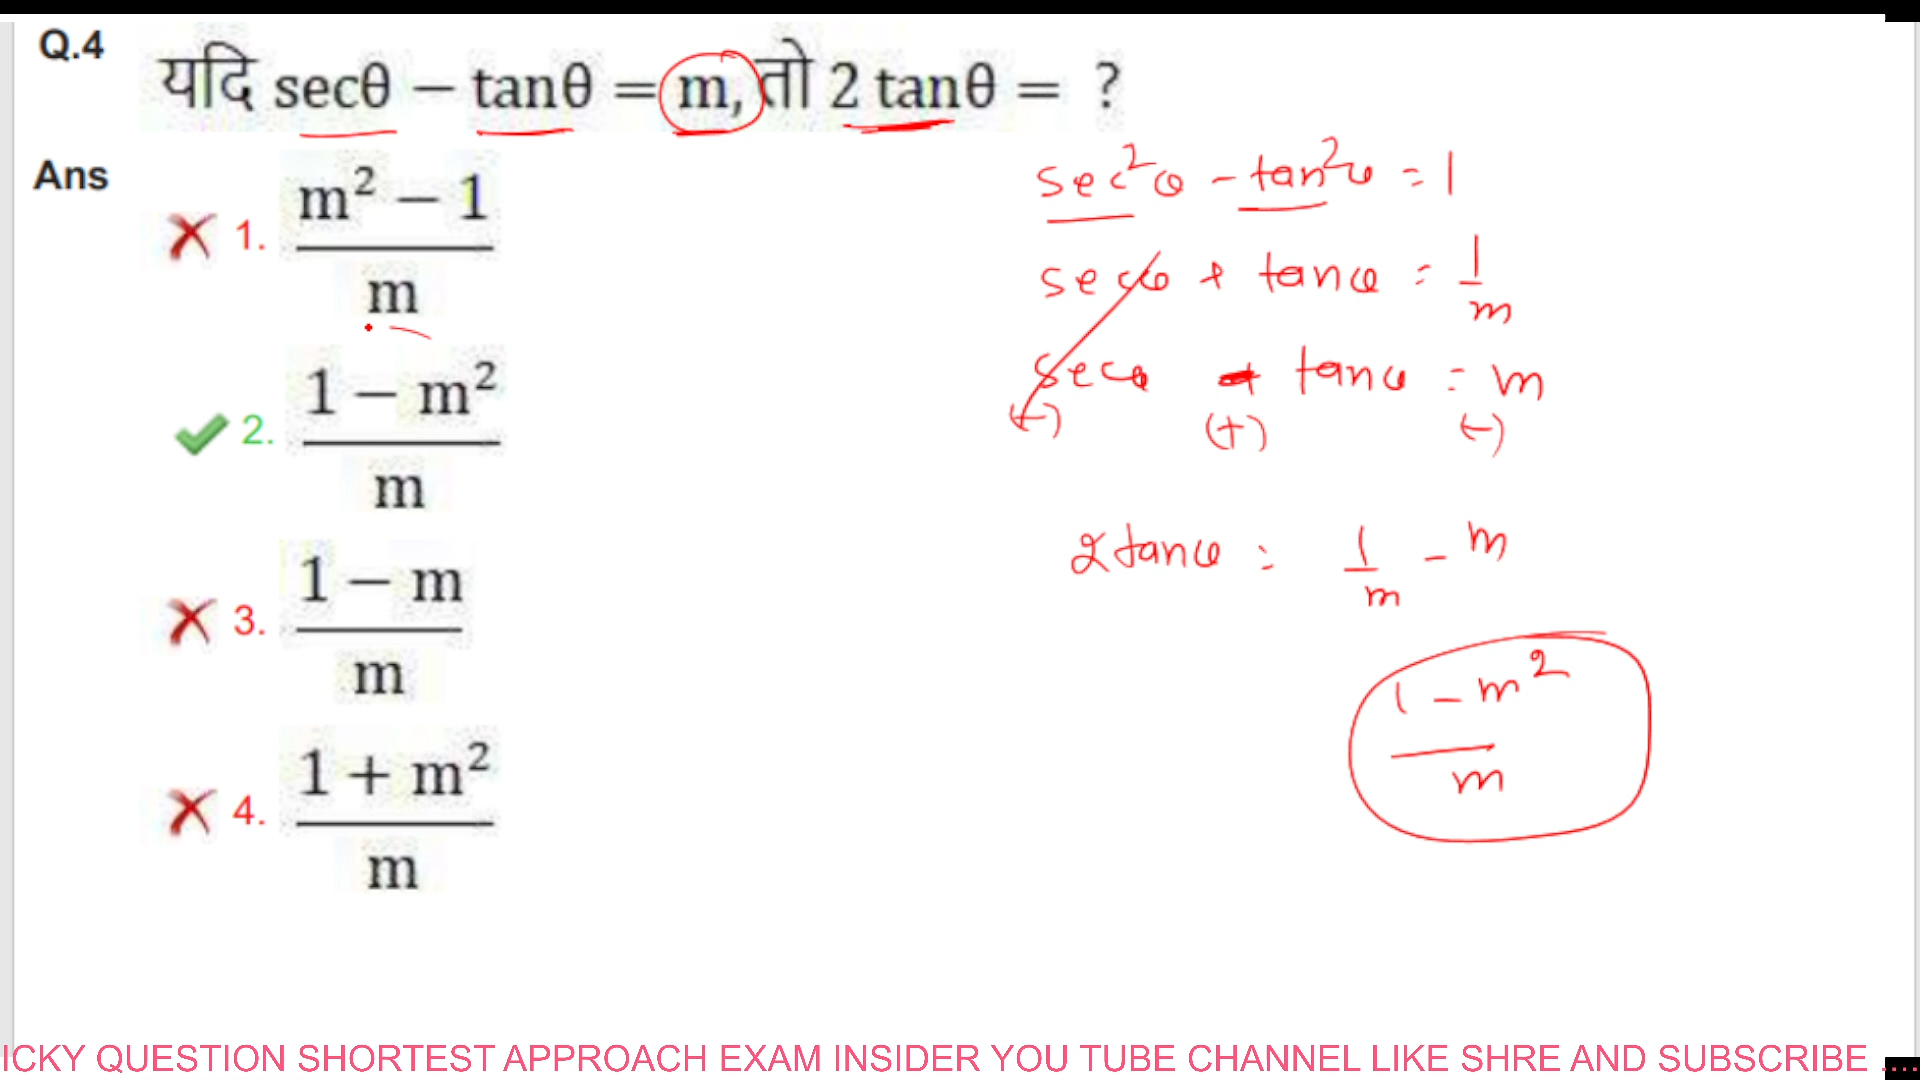 Q.4
यदि secθ − tanθ = m, तो 2 tanθ = ?
Ans
1. m² − 1 / m
2. 1 − m² / m
3. 1 − m / m
4. 1 + m² / m
sec²θ - tan²θ = 1
secθ + tanθ = 1/m
secθ - tanθ = m
(-) (+) (-)
2tanθ = 1/m - m
1 - m² / m
ICKY QUESTION SHORTEST APPROACH EXAM INSIDER YOU TUBE CHANNEL LIKE SHRE AND SUBSCRIBE ....